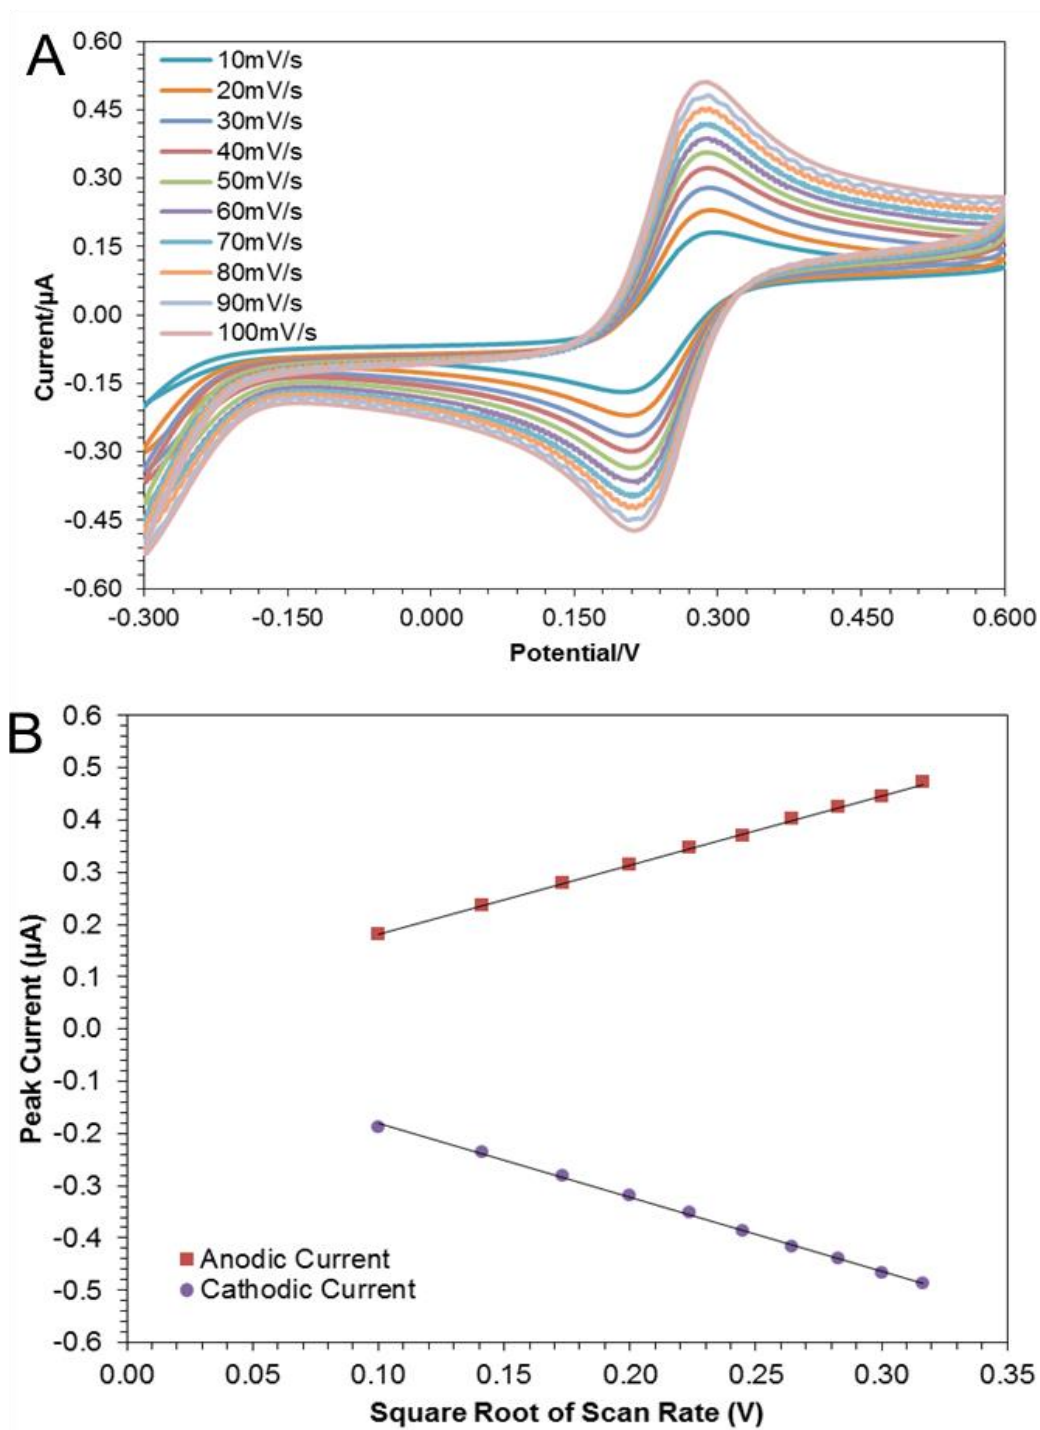 A
0.60
0.45
0.30
0.15
0.00
-0.15
-0.30
-0.45
-0.60
Current/µA
10mV/s
20mV/s
30mV/s
40mV/s
50mV/s
60mV/s
70mV/s
80mV/s
90mV/s
100mV/s
-0.300 -0.150 0.000 0.150 0.300 0.450 0.600
Potential/V
B
0.6
0.5
0.4
0.3
0.2
0.1
0.0
-0.1
-0.2
-0.3
-0.4
-0.5
-0.6
Peak Current (µA)
Anodic Current
Cathodic Current
0.00 0.05 0.10 0.15 0.20 0.25 0.30 0.35
Square Root of Scan Rate (V)